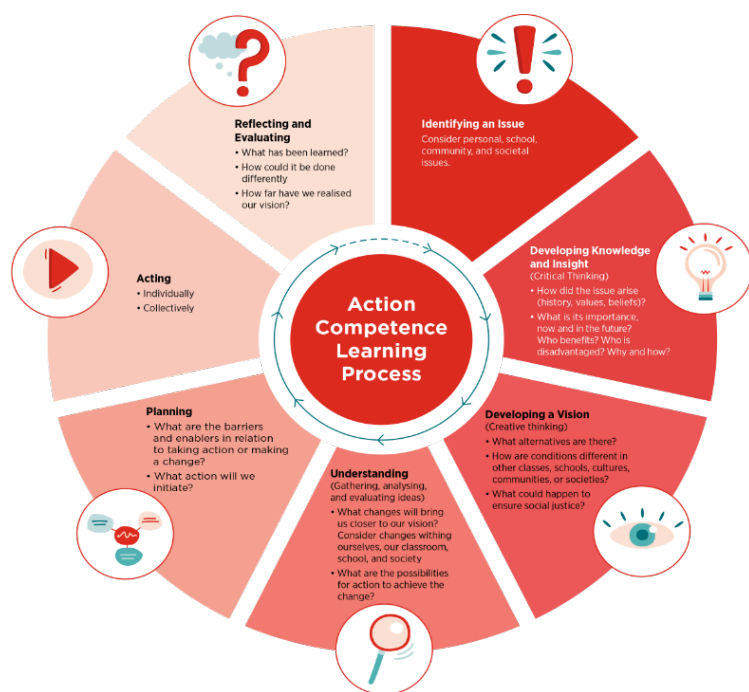 Action
Competence
Learning
Process
Identifying an Issue
Consider personal, school,
community, and societal
issues.
Developing Knowledge
and Insight
(Critical Thinking)
• How did the issue arise
(history, values, beliefs)?
• What is its importance,
now and in the future?
Who benefits? Who is
disadvantaged? Why and how?
Developing a Vision
(Creative thinking)
• What alternatives are there?
• How are conditions different in
other classes, schools, cultures,
communities, or societies?
• What could happen to
ensure social justice?
Understanding
(Gathering, analysing,
and evaluating ideas)
• What changes will bring
us closer to our vision?
Consider changes withing
ourselves, our classroom,
school, and society
• What are the possibilities
for action to achieve the
change?
Planning
• What are the barriers
and enablers in relation
to taking action or making
a change?
• What action will we
initiate?
Acting
• Individually
• Collectively
Reflecting and
Evaluating
• What has been learned?
• How could it be done
differently
• How far have we realised
our vision?